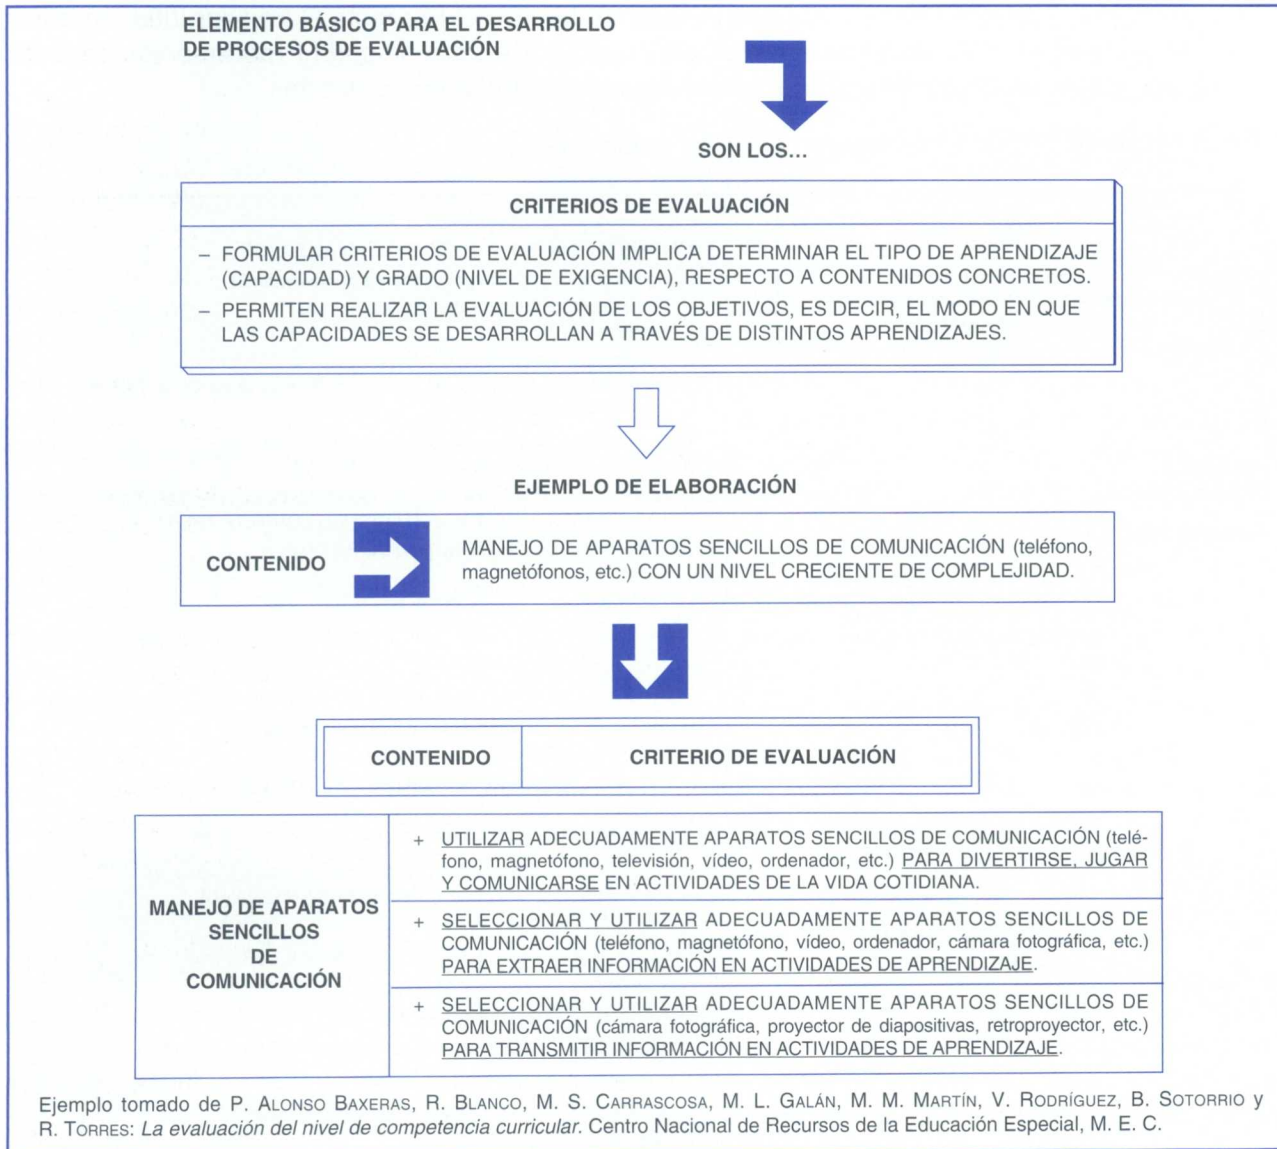 ELEMENTO BÁSICO PARA EL DESARROLLO
DE PROCESOS DE EVALUACIÓN
SON LOS...
CRITERIOS DE EVALUACIÓN
– FORMULAR CRITERIOS DE EVALUACIÓN IMPLICA DETERMINAR EL TIPO DE APRENDIZAJE
(CAPACIDAD) Y GRADO (NIVEL DE EXIGENCIA), RESPECTO A CONTENIDOS CONCRETOS.
– PERMITEN REALIZAR LA EVALUACIÓN DE LOS OBJETIVOS, ES DECIR, EL MODO EN QUE
LAS CAPACIDADES SE DESARROLLAN A TRAVÉS DE DISTINTOS APRENDIZAJES.
EJEMPLO DE ELABORACIÓN
CONTENIDO
MANEJO DE APARATOS SENCILLOS DE COMUNICACIÓN (teléfono,
magnetófonos, etc.) CON UN NIVEL CRECIENTE DE COMPLEJIDAD.
CONTENIDO
CRITERIO DE EVALUACIÓN
MANEJO DE APARATOS
SENCILLOS
DE
COMUNICACIÓN
+ UTILIZAR ADECUADAMENTE APARATOS SENCILLOS DE COMUNICACIÓN (telé-
fono, magnetófono, televisión, vídeo, ordenador, etc.) PARA DIVERTIRSE, JUGAR
Y COMUNICARSE EN ACTIVIDADES DE LA VIDA COTIDIANA.
+ SELECCIONAR Y UTILIZAR ADECUADAMENTE APARATOS SENCILLOS DE
COMUNICACIÓN (teléfono, magnetófono, vídeo, ordenador, cámara fotográfica, etc.)
PARA EXTRAER INFORMACIÓN EN ACTIVIDADES DE APRENDIZAJE.
+ SELECCIONAR Y UTILIZAR ADECUADAMENTE APARATOS SENCILLOS DE
COMUNICACIÓN (cámara fotográfica, proyector de diapositivas, retroproyector, etc.)
PARA TRANSMITIR INFORMACIÓN EN ACTIVIDADES DE APRENDIZAJE.
Ejemplo tomado de P. ALONSO BAXERAS, R. BLANCO, M. S. CARRASCOSA, M. L. GALÁN, M. M. MARTÍN, V. RODRÍGUEZ, B. SOTORRIO y
R. TORRES: La evaluación del nivel de competencia curricular. Centro Nacional de Recursos de la Educación Especial, M. E. C.